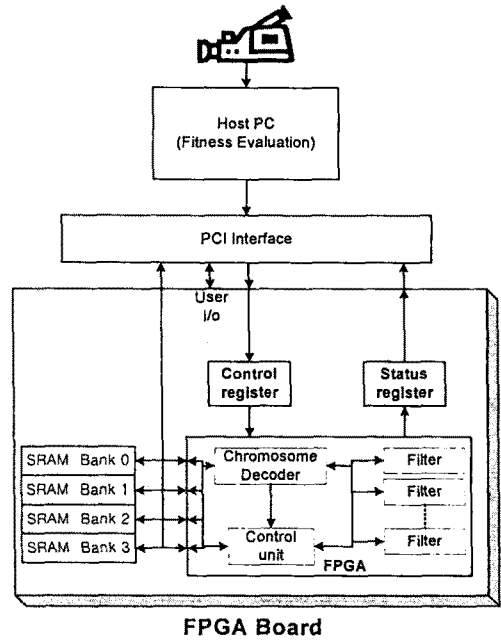 Host PC
(Fitness Evaluation)
PCI Interface
User
i/o
Control
register
Status
register
SRAM Bank 0
SRAM Bank 1
SRAM Bank 2
SRAM Bank 3
Chromosome
Decoder
Control
unit
Filter
Filter
Filter
FPGA
FPGA Board